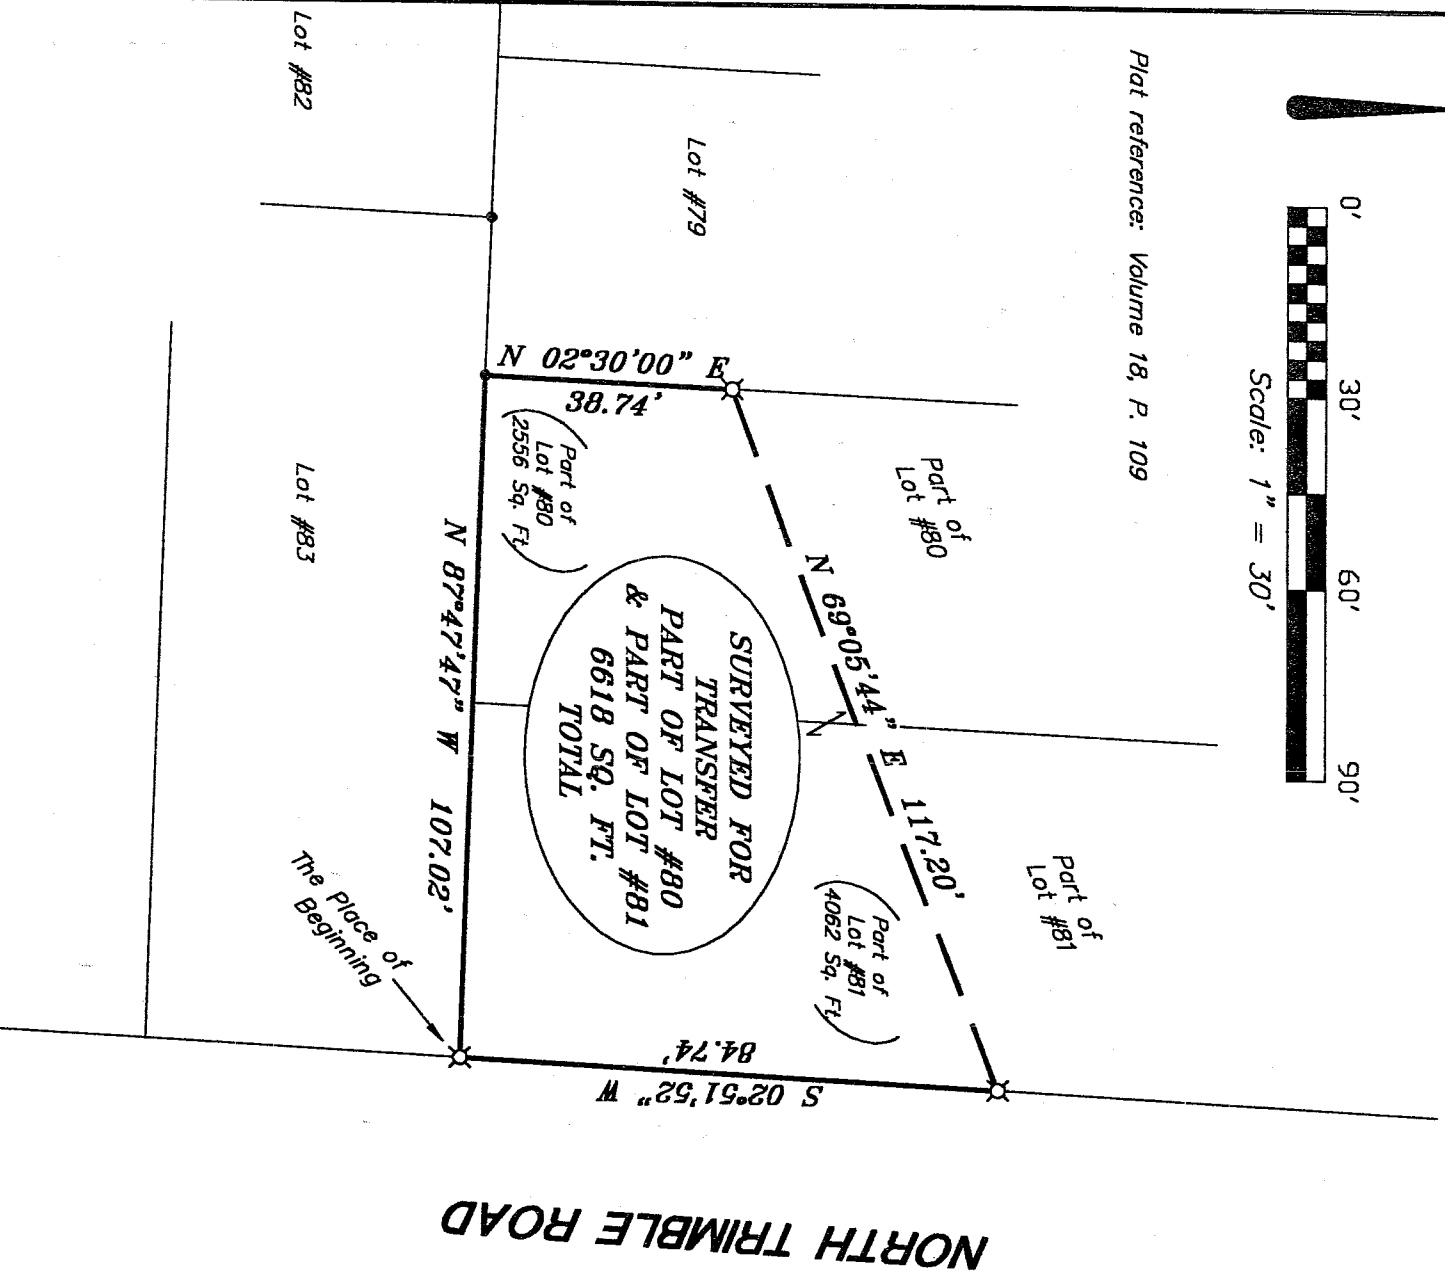 Plat reference: Volume 18, P. 109
0' 30' 60' 90'
Scale: 1" = 30'
Lot #82
Lot #79
Lot #83
N 02°30'00" E
38.74'
Part of
Lot #80
Part of
Lot #80
2556 Sq. Ft.
N 69°05'44" E 117.20'
SURVEYED FOR
TRANSFER
PART OF LOT #80
& PART OF LOT #81
6618 SQ. FT.
TOTAL
Part of
Lot #81
Part of
Lot #81
4062 Sq. Ft.
N 87°47'47" W 107.02'
The Place of
Beginning
84.74'
S 02°51'52" W
NORTH TRIMBLE ROAD